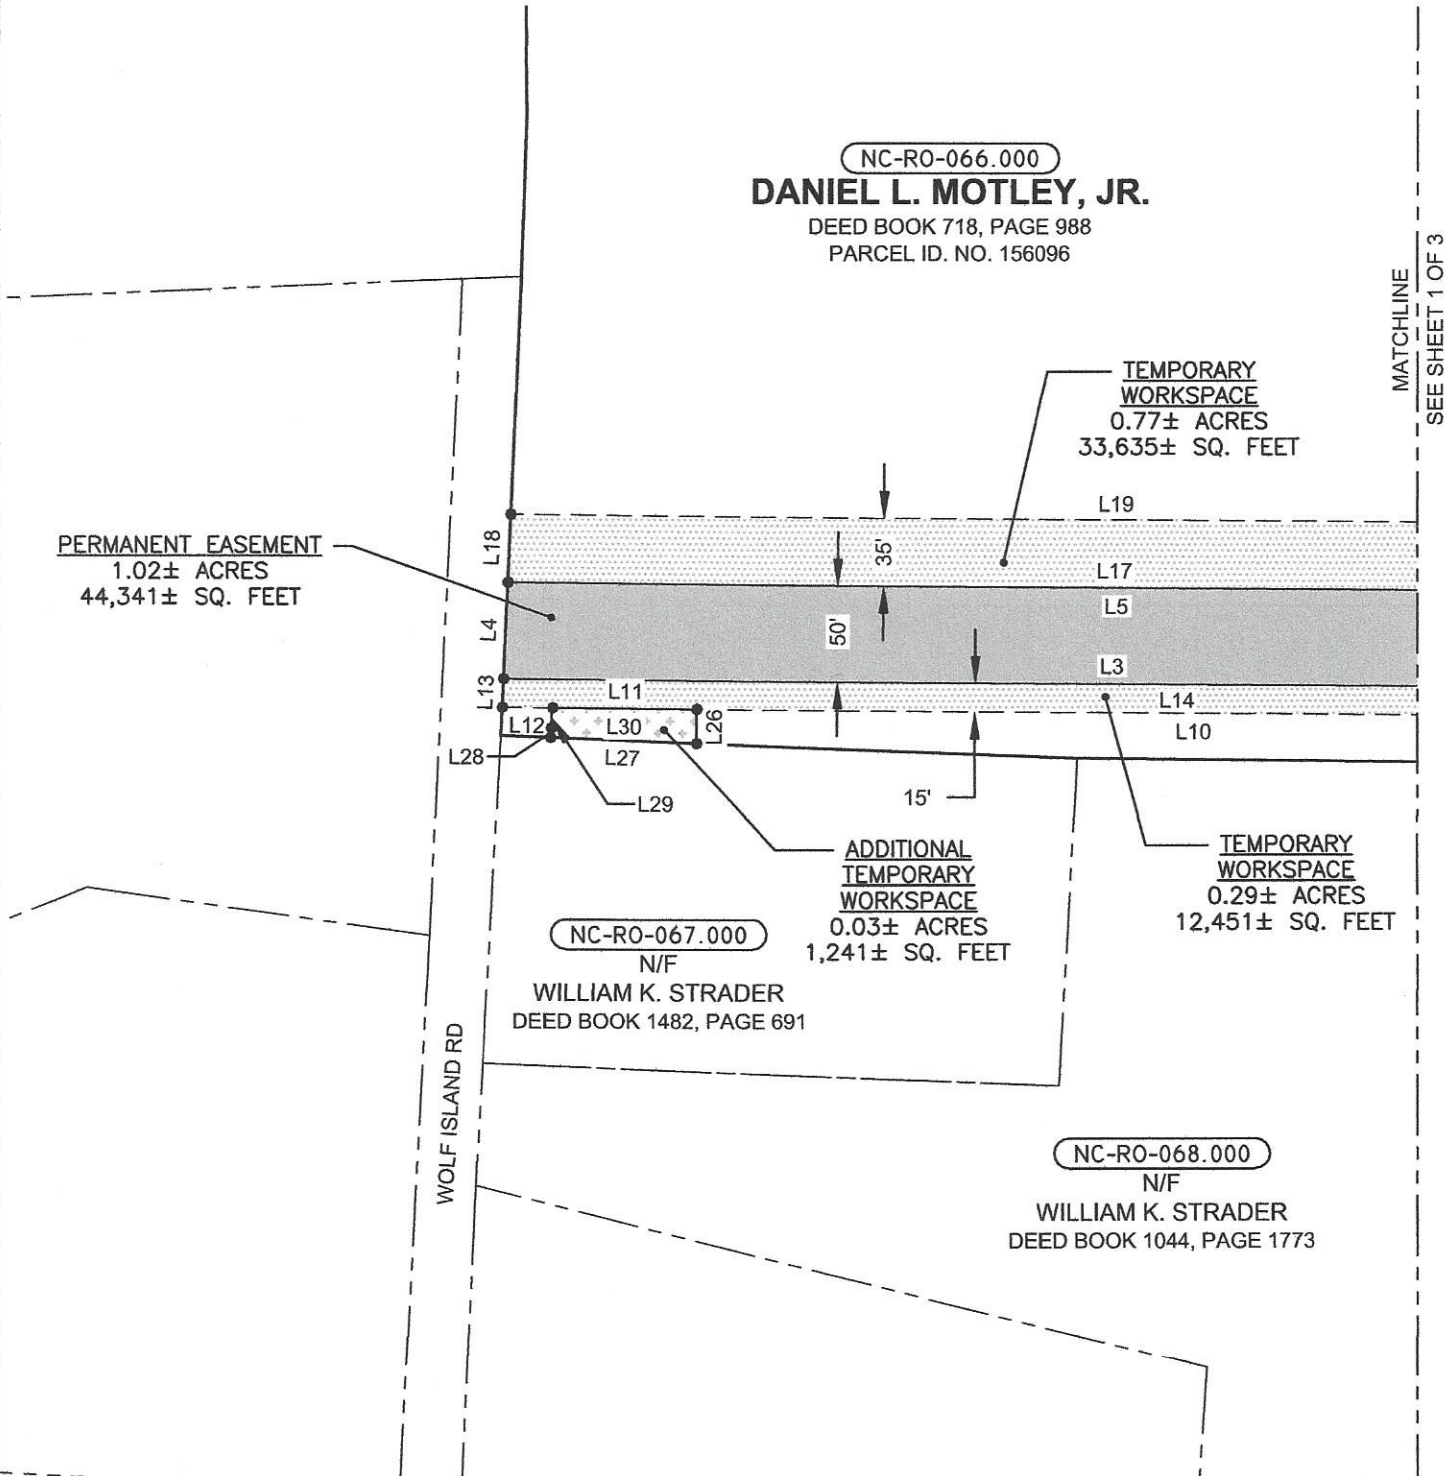 NC-RO-066.000
DANIEL L. MOTLEY, JR.
DEED BOOK 718, PAGE 988
PARCEL ID. NO. 156096
MATCHLINE
SEE SHEET 1 OF 3
TEMPORARY
WORKSPACE
0.77± ACRES
33,635± SQ. FEET
L19
L18
35'
L17
PERMANENT EASEMENT
1.02± ACRES
44,341± SQ. FEET
L5
L4
50'
L3
L13
L11
L14
L12
L30
L26
L10
L28
L27
L29
15'
ADDITIONAL
TEMPORARY
WORKSPACE
0.03± ACRES
1,241± SQ. FEET
TEMPORARY
WORKSPACE
0.29± ACRES
12,451± SQ. FEET
NC-RO-067.000
N/F
WILLIAM K. STRADER
DEED BOOK 1482, PAGE 691
WOLF ISLAND RD
NC-RO-068.000
N/F
WILLIAM K. STRADER
DEED BOOK 1044, PAGE 1773